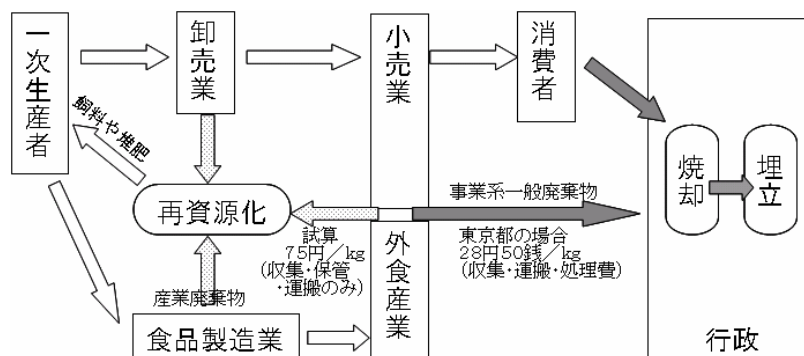 一次生産者
卸売業
小売業
消費者
飼料や堆肥
焼却
埋立
再資源化
事業系一般廃棄物
試算
75円/kg
(収集・保管
・運搬のみ)
東京都の場合
28円50銭/kg
(収集・運搬・処理費)
外食産業
産業廃棄物
食品製造業
行政